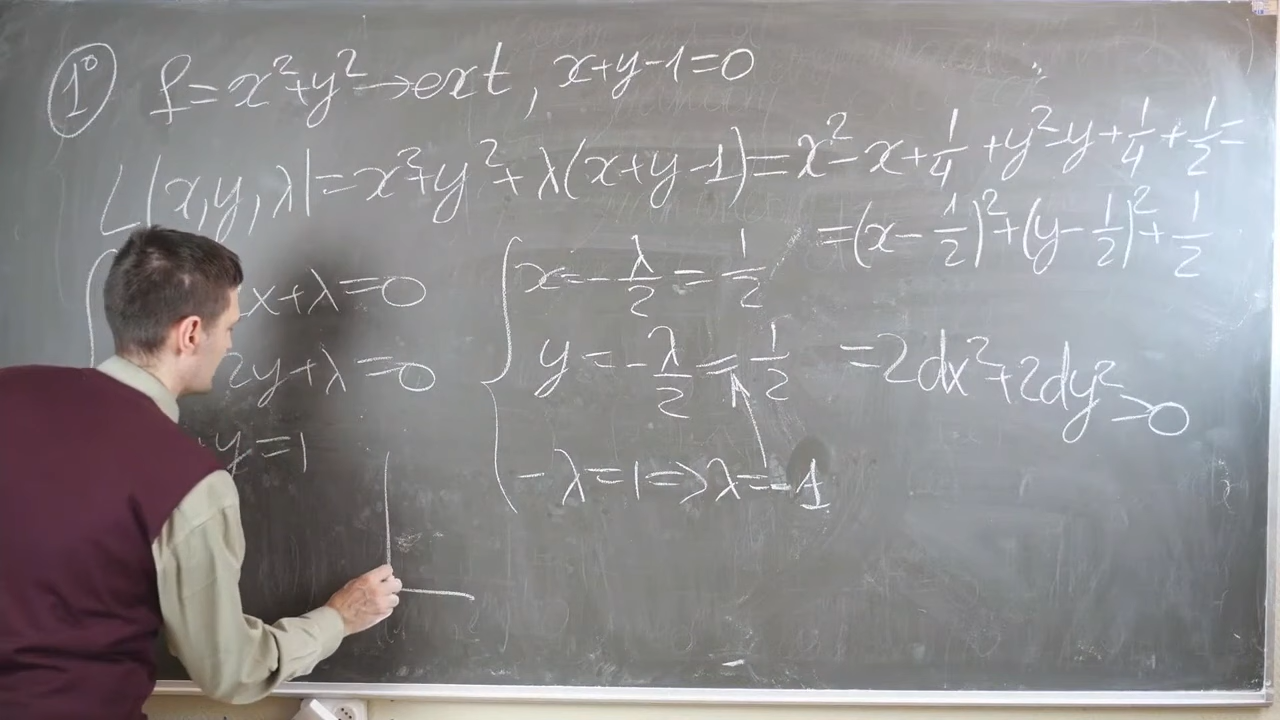 1° f=x²+y²→ext, x+y-1=0
L(x,y,λ)=x²+y²+λ(x+y-1)=x²-x+1/4+y²-y+1/4+1/2=
=(x-1/2)²+(y-1/2)²+1/2
x+λ=0
2y+λ=0
y=1
x=-λ/2=1/2
y=-λ/2=1/2
-λ=1=>λ=-1
=2dx²+2dy²>0